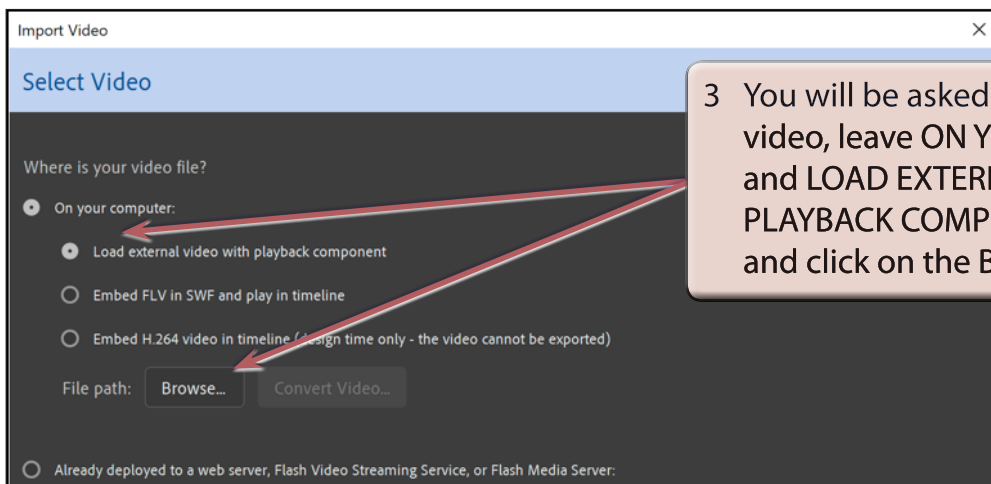 Import Video
Select Video
3 You will be asked
video, leave ON Y
and LOAD EXTER
PLAYBACK COMP
and click on the B
Where is your video file?
On your computer:
Load external video with playback component
Embed FLV in SWF and play in timeline
Embed H.264 video in timeline (design time only - the video cannot be exported)
File path: Browse... Convert Video...
Already deployed to a web server, Flash Video Streaming Service, or Flash Media Server: